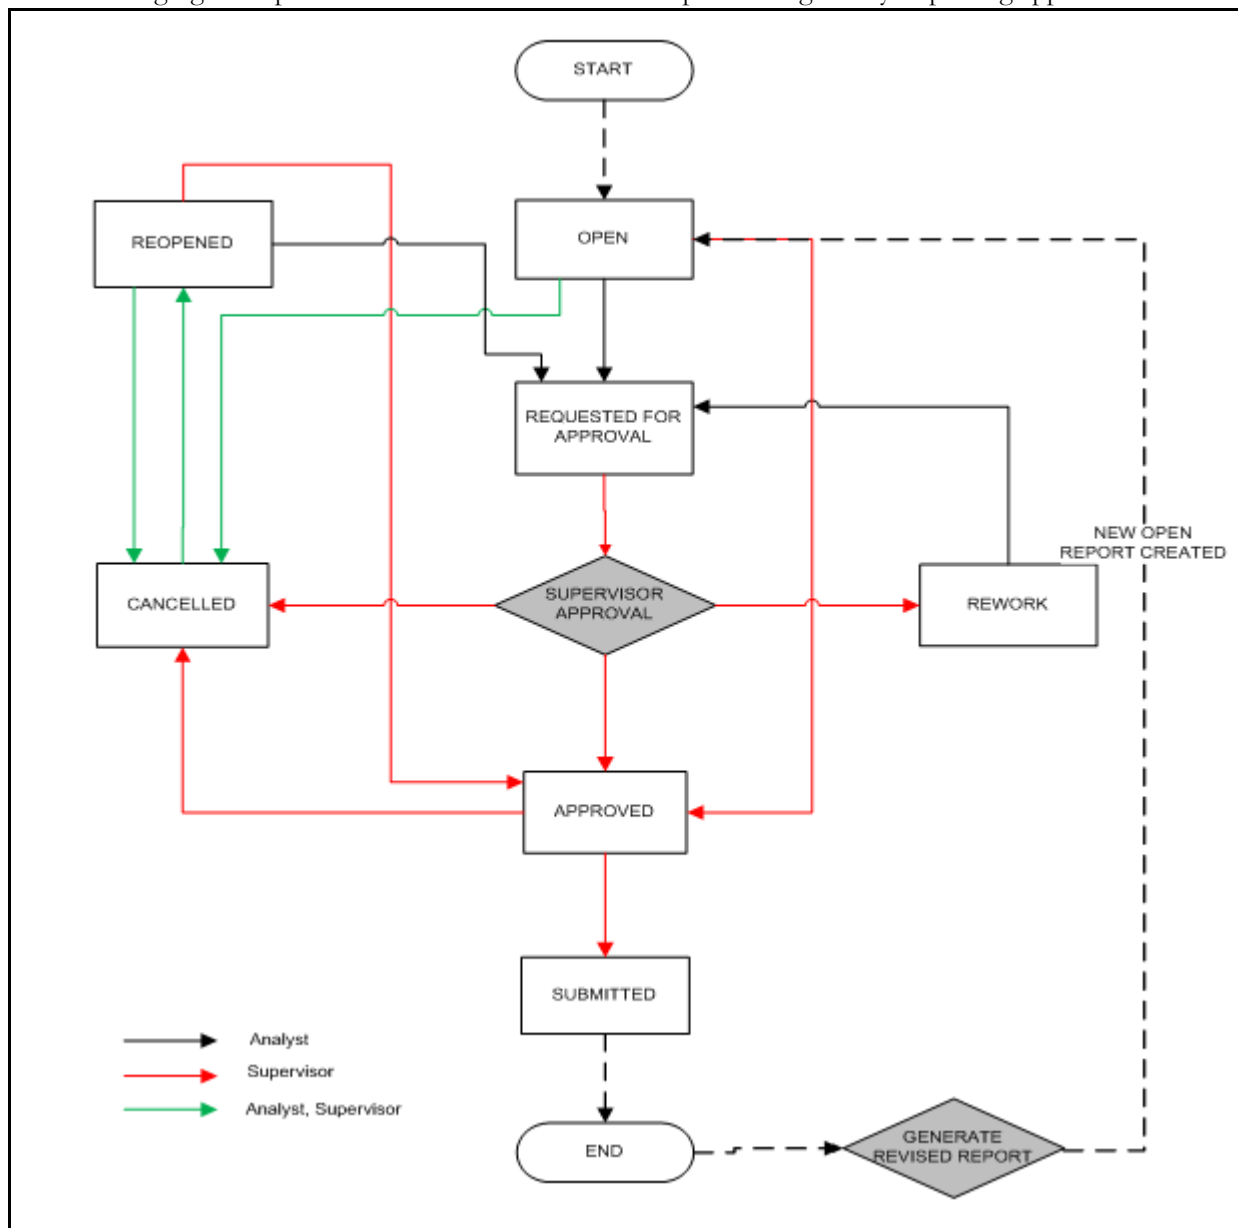 START
REOPENED
OPEN
REQUESTED FOR
APPROVAL
NEW OPEN
REPORT CREATED
CANCELLED
SUPERVISOR
APPROVAL
REWORK
APPROVED
SUBMITTED
Analyst
Supervisor
Analyst, Supervisor
END
GENERATE
REVISED REPORT